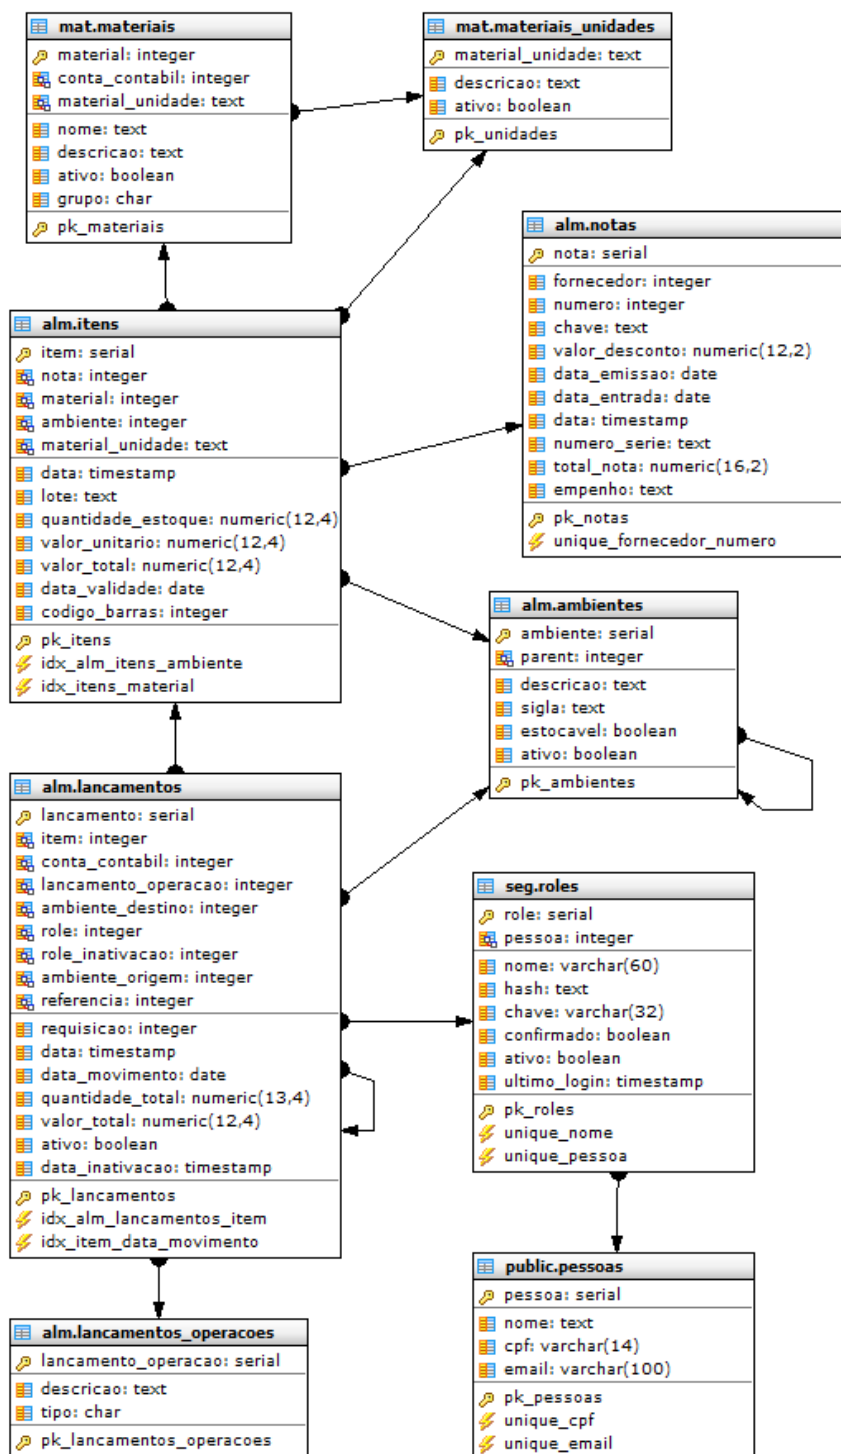 mat.materiais
material: integer
conta_contabil: integer
material_unidade: text
nome: text
descricao: text
ativo: boolean
grupo: char
pk_materiais
mat.materiais_unidades
material_unidade: text
descricao: text
ativo: boolean
pk_unidades
alm.notas
nota: serial
fornecedor: integer
numero: integer
chave: text
valor_desconto: numeric(12,2)
data_emissao: date
data_entrada: date
data: timestamp
numero_serie: text
total_nota: numeric(16,2)
empenho: text
pk_notas
unique_fornecedor_numero
alm.itens
item: serial
nota: integer
material: integer
ambiente: integer
material_unidade: text
data: timestamp
lote: text
quantidade_estoque: numeric(12,4)
valor_unitario: numeric(12,4)
valor_total: numeric(12,4)
data_validade: date
codigo_barras: integer
pk_itens
idx_alm_itens_ambiente
idx_itens_material
alm.ambientes
ambiente: serial
parent: integer
descricao: text
sigla: text
estocavel: boolean
ativo: boolean
pk_ambientes
alm.lancamentos
lancamento: serial
item: integer
conta_contabil: integer
lancamento_operacao: integer
ambiente_destino: integer
role: integer
role_inativacao: integer
ambiente_origem: integer
referencia: integer
requisicao: integer
data: timestamp
data_movimento: date
quantidade_total: numeric(13,4)
valor_total: numeric(12,4)
ativo: boolean
data_inativacao: timestamp
pk_lancamentos
idx_alm_lancamentos_item
idx_item_data_movimento
seg.roles
role: serial
pessoa: integer
nome: varchar(60)
hash: text
chave: varchar(32)
confirmado: boolean
ativo: boolean
ultimo_login: timestamp
pk_roles
unique_nome
unique_pessoa
alm.lancamentos_operacoes
lancamento_operacao: serial
descricao: text
tipo: char
pk_lancamentos_operacoes
public.pessoas
pessoa: serial
nome: text
cpf: varchar(14)
email: varchar(100)
pk_pessoas
unique_cpf
unique_email